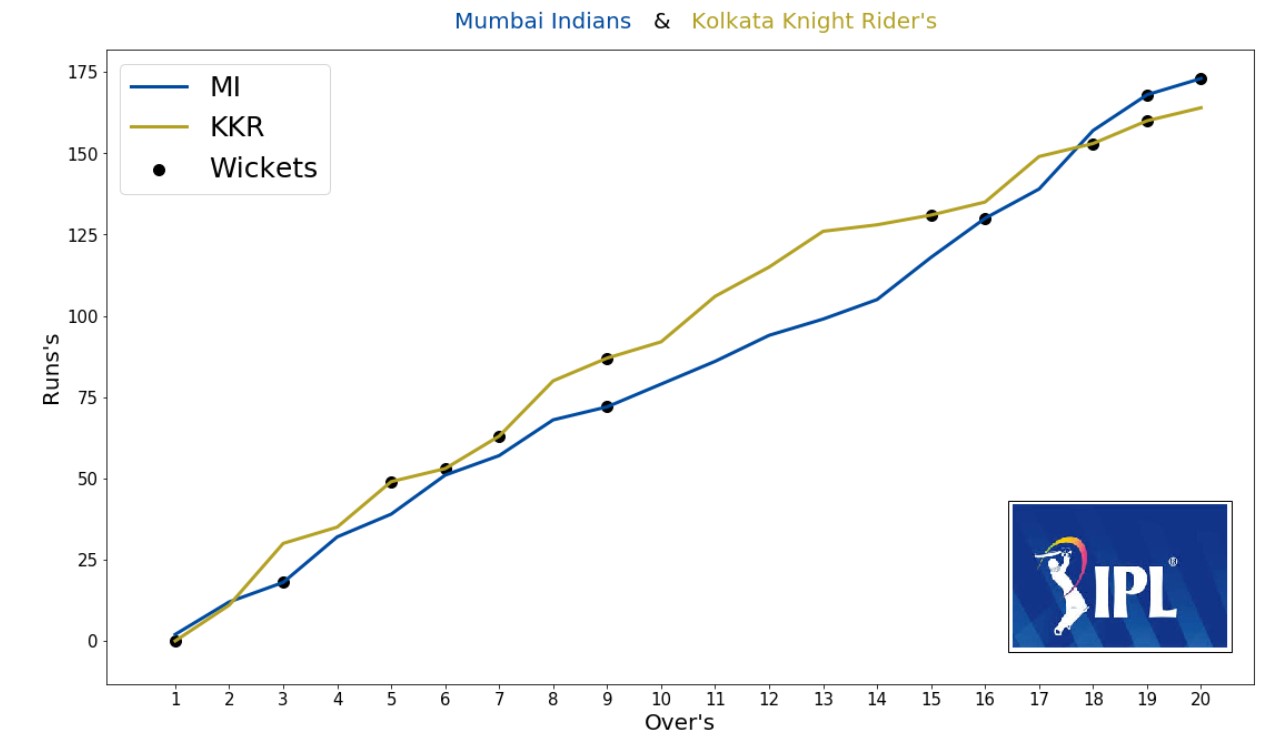 Mumbai Indians & Kolkata Knight Rider's
MI
KKR
Wickets
175
150
125
100
75
50
25
0
Runs's
IPL®
1 2 3 4 5 6 7 8 9 10 11 12 13 14 15 16 17 18 19 20
Over's